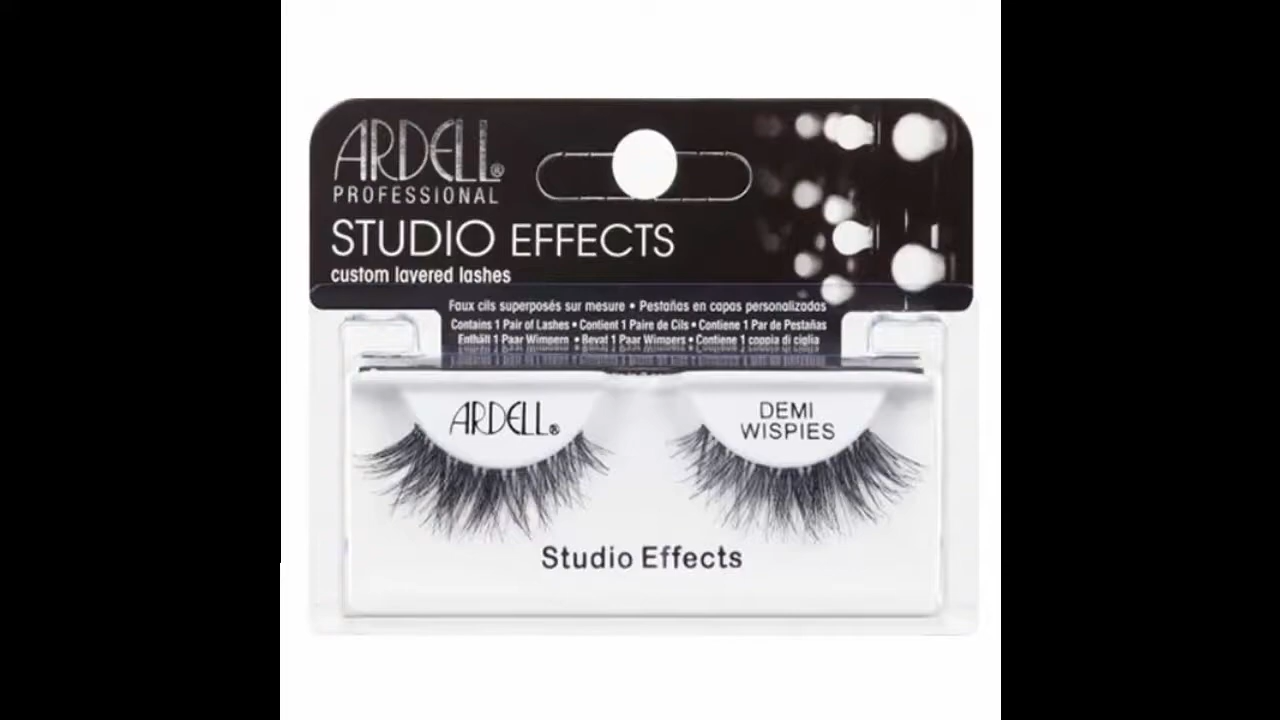 ARDELL®
PROFESSIONAL
STUDIO EFFECTS
custom layered lashes
Faux cils superposés sur mesure • Pestañas en capas personalizadas
Contains 1 Pair of Lashes • Contient 1 Paire de Cils • Contiene 1 Par de Pestañas
Enthält 1 Paar Wimpern • Bevat 1 Paar Wimpers • Contiene 1 coppia di ciglia
ARDELL®
DEMI
WISPIES
Studio Effects